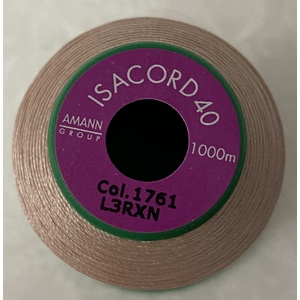 ISACORD 40
AMANN
GROUP
1000m
Col.1761
L3RXN